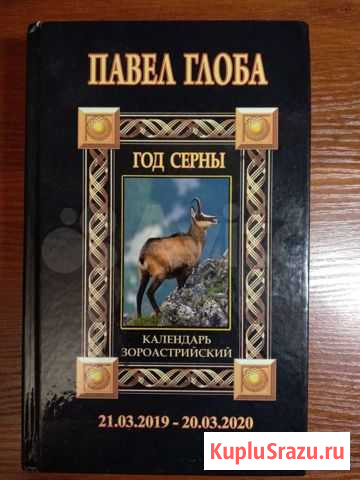 ПАВЕЛ ГЛОБА
ГОД СЕРНЫ
КАЛЕНДАРЬ
ЗОРОАСТРИЙСКИЙ
21.03.2019 - 20.03.2020
KupluSrazu.ru